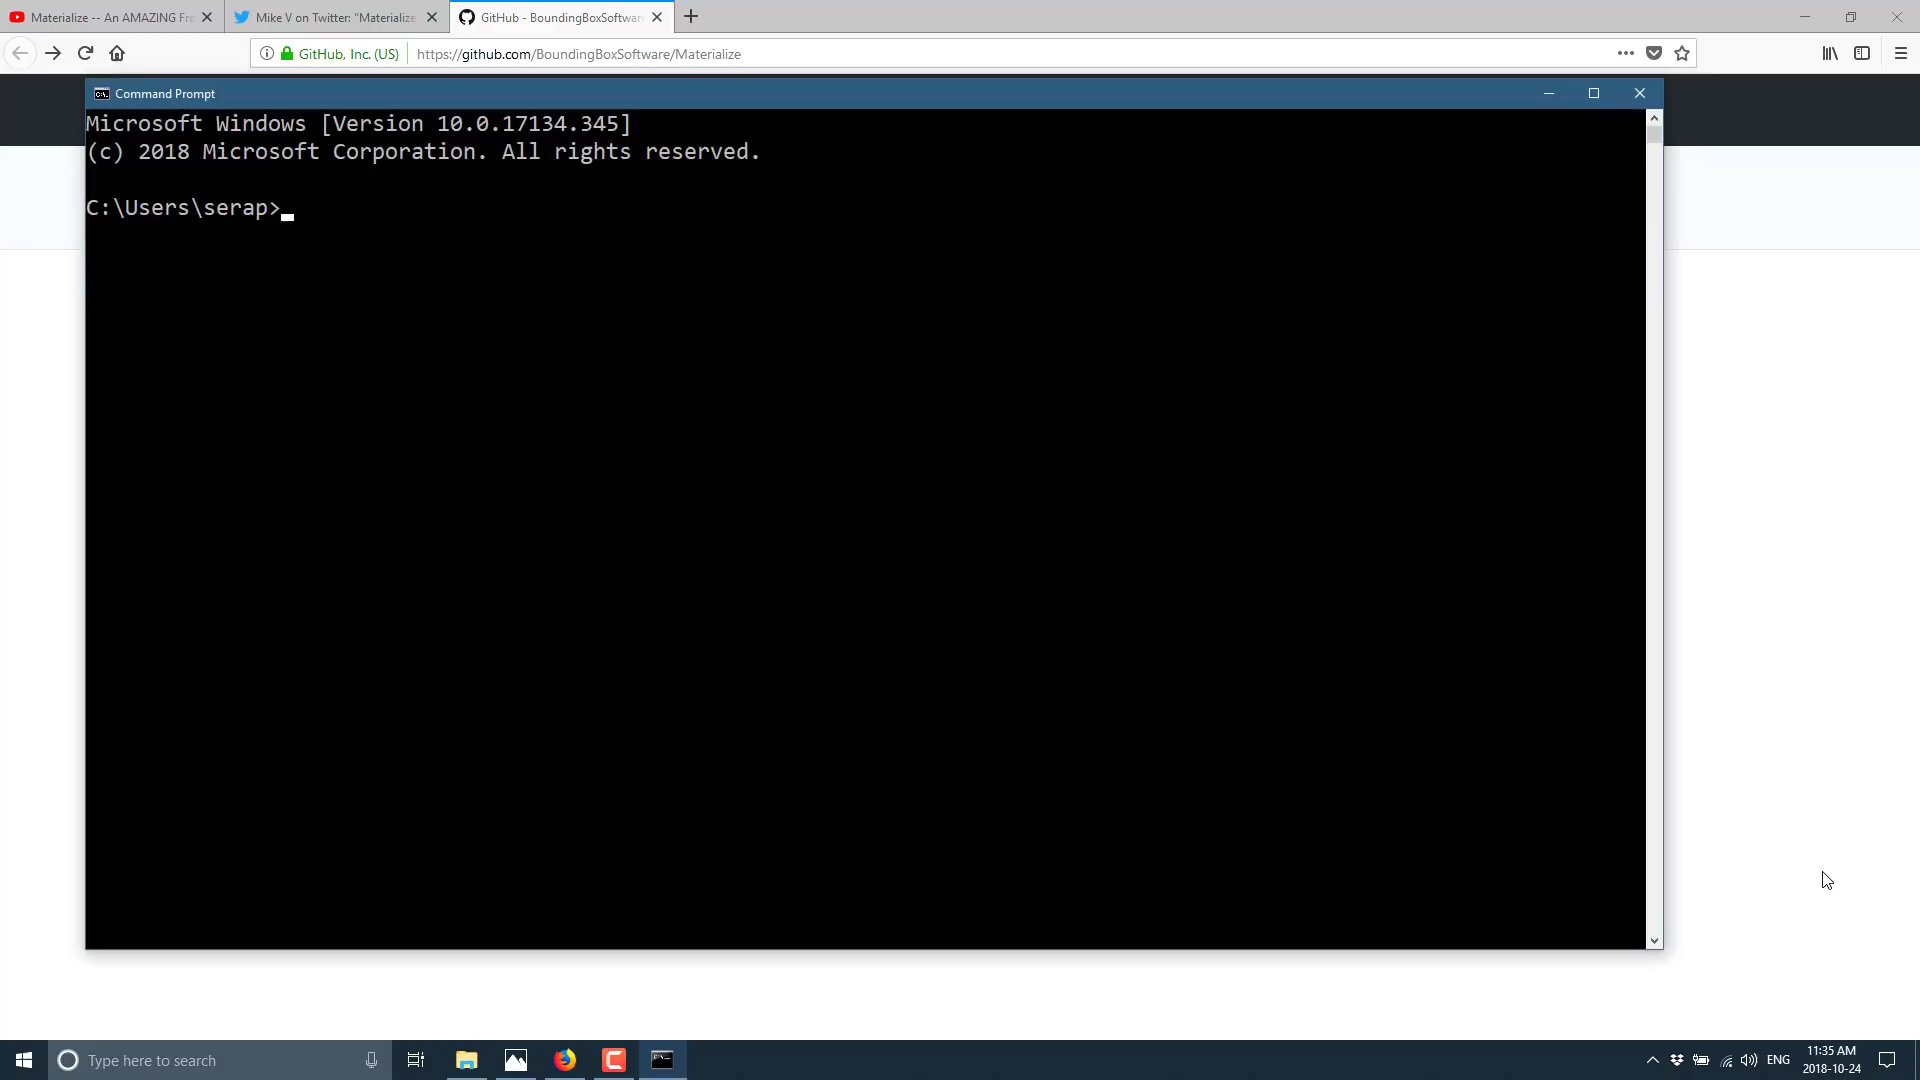 Materialize -- An AMAZING Fre
Mike V on Twitter: "Materialize
GitHub - BoundingBoxSoftwar
GitHub, Inc. (US)
https://github.com/BoundingBoxSoftware/Materialize
Command Prompt
Microsoft Windows [Version 10.0.17134.345]
(c) 2018 Microsoft Corporation. All rights reserved.
C:\Users\serap>
Type here to search
ENG
11:35 AM
2018-10-24